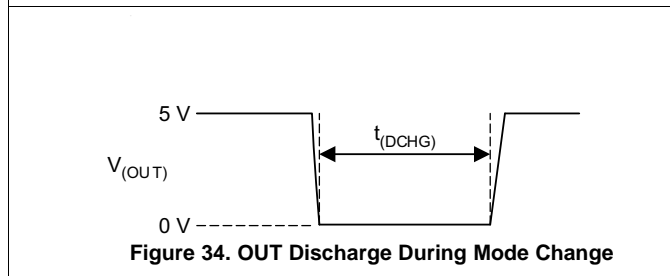 5 V
t(DCHG)
V(OUT)
0 V
Figure 34. OUT Discharge During Mode Change